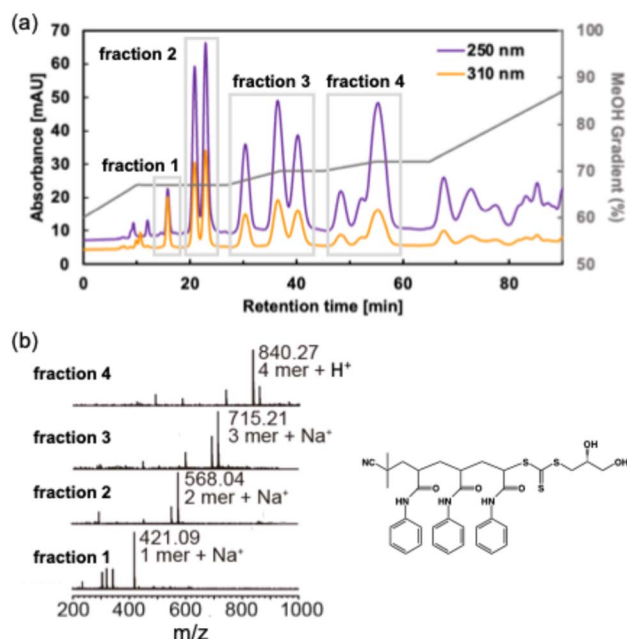 (a)
70
60
50
40
30
20
10
0
Absorbance [mAU]
fraction 1
fraction 2
fraction 3
fraction 4
250 nm
310 nm
100
90
80
70
60
50
MeOH Gradient (%)
0
20
40
60
80
Retention time [min]
(b)
fraction 4
840.27
4 mer + H⁺
fraction 3
715.21
3 mer + Na⁺
fraction 2
568.04
2 mer + Na⁺
fraction 1
421.09
1 mer + Na⁺
200
400
600
800
1000
m/z
NC
S
S
S
OH
OH
O
O
O
HN
HN
HN